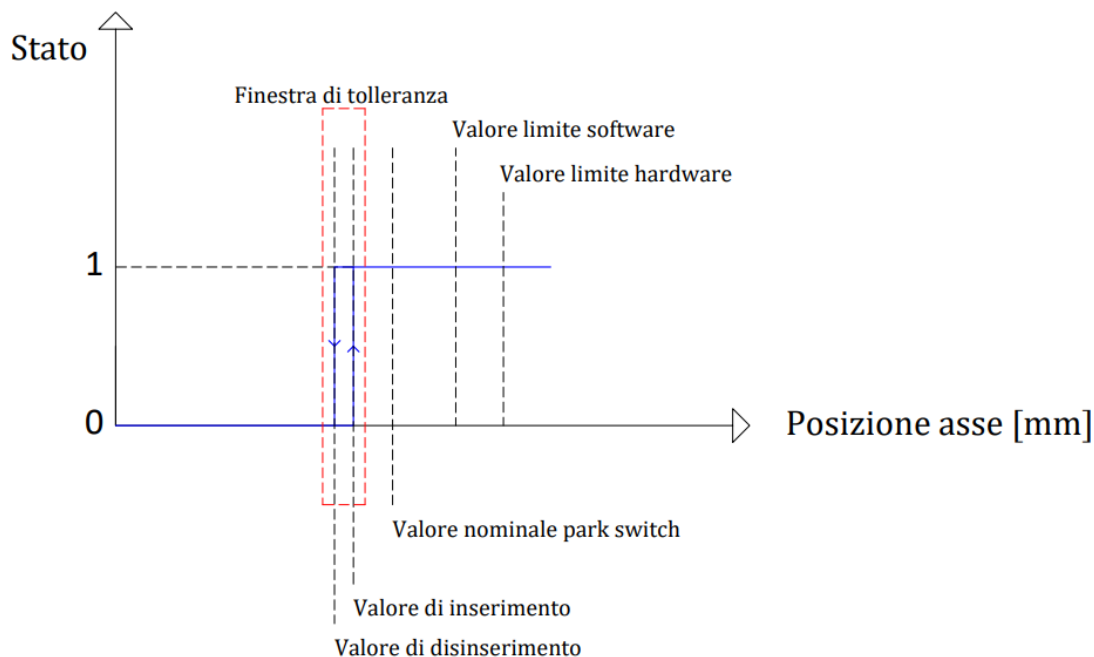 Stato
Finestra di tolleranza
Valore limite software
Valore limite hardware
1
0
Posizione asse [mm]
Valore nominale park switch
Valore di inserimento
Valore di disinserimento